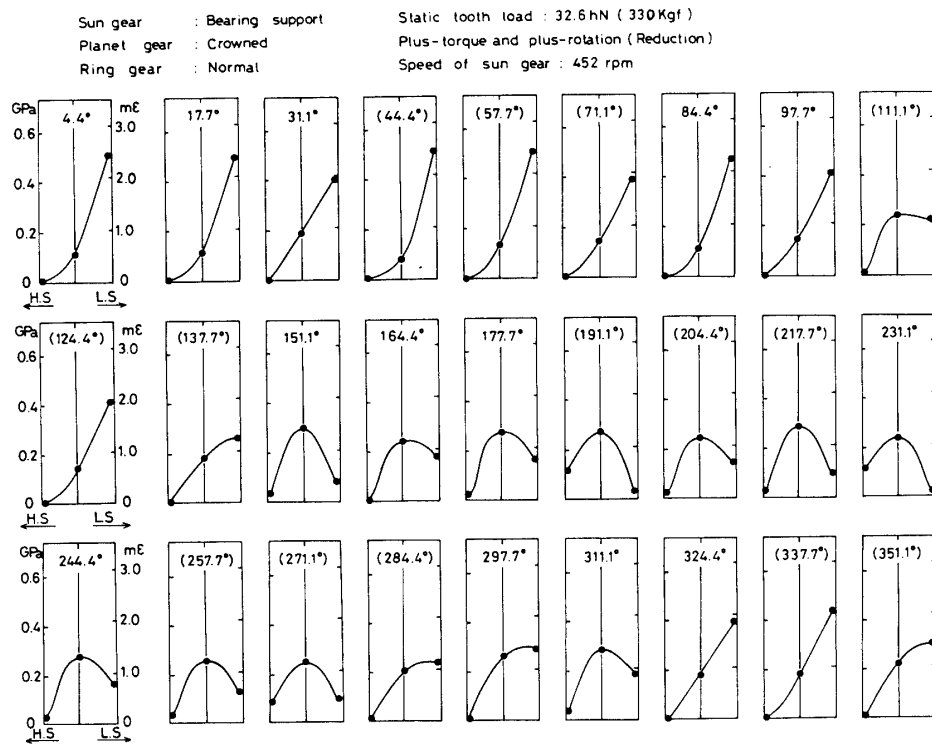 Sun gear : Bearing support Static tooth load : 32.6hN (330Kgf)
Planet gear : Crowned Plus-torque and plus-rotation (Reduction)
Ring gear : Normal Speed of sun gear : 452 rpm
GPa 4.4° mε 17.7° 31.1° (44.4°) (57.7°) (71.1°) 84.4° 97.7° (111.1°)
0.6 3.0
0.4 2.0
0.2 1.0
0 0
H.S L.S
GPa (124.4°) mε (137.7°) 151.1° 164.4° 177.7° (191.1°) (204.4°) (217.7°) 231.1°
0.6 3.0
0.4 2.0
0.2 1.0
0 0
H.S L.S
GPa 244.4° mε (257.7°) (271.1°) (284.4°) 297.7° 311.1° 324.4° (337.7°) (351.1°)
0.6 3.0
0.4 2.0
0.2 1.0
0 0
H.S L.S